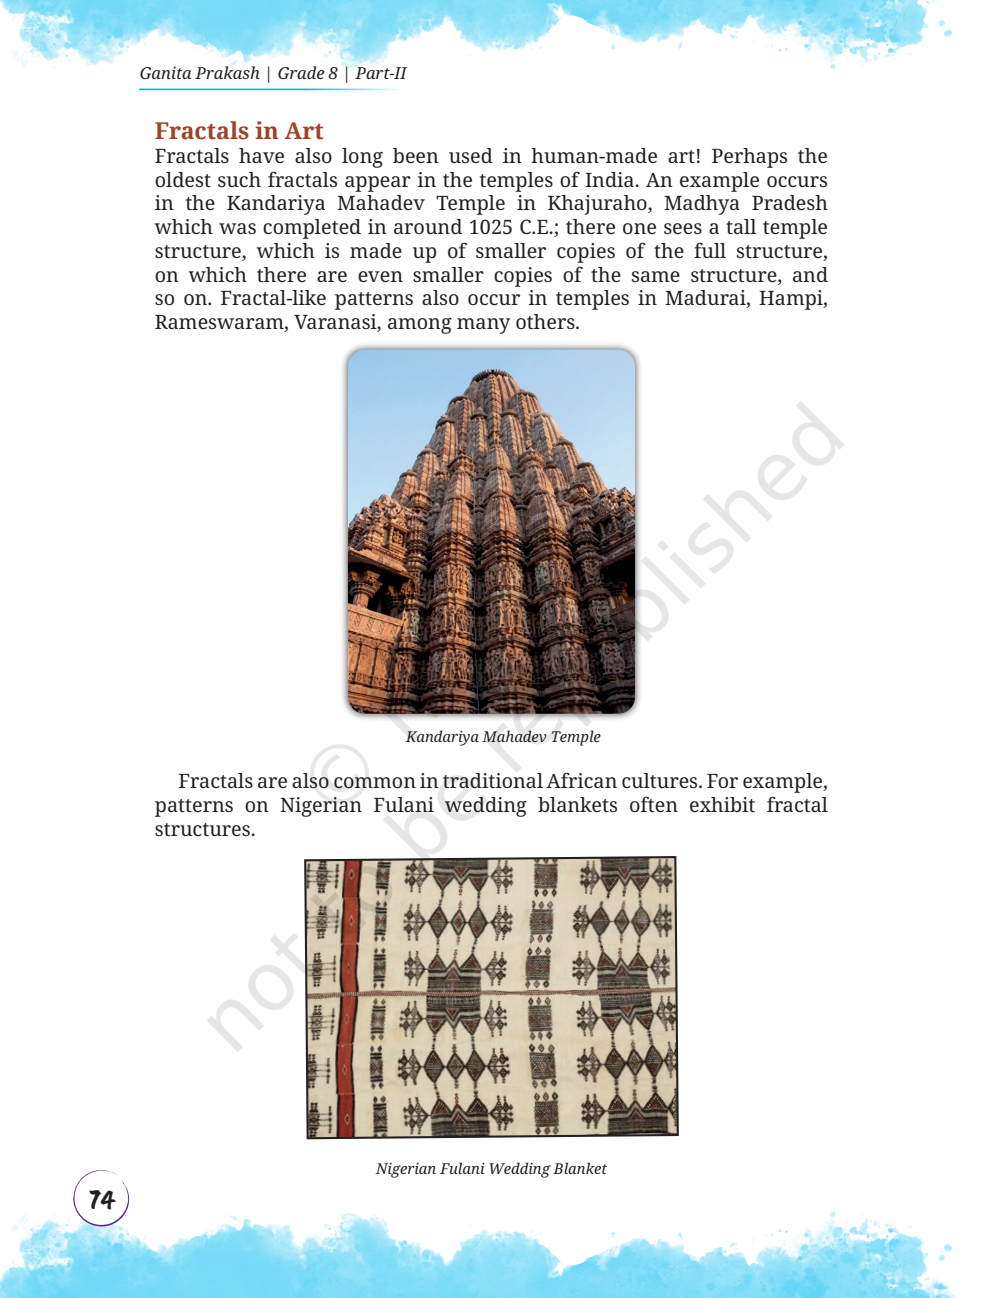 Ganita Prakash | Grade 8 | Part-II
Fractals in Art
Fractals have also long been used in human-made art! Perhaps the
oldest such fractals appear in the temples of India. An example occurs
in the Kandariya Mahadev Temple in Khajuraho, Madhya Pradesh
which was completed in around 1025 C.E.; there one sees a tall temple
structure, which is made up of smaller copies of the full structure,
on which there are even smaller copies of the same structure, and
so on. Fractal-like patterns also occur in temples in Madurai, Hampi,
Rameswaram, Varanasi, among many others.
Kandariya Mahadev Temple
Fractals are also common in traditional African cultures. For example,
patterns on Nigerian Fulani wedding blankets often exhibit fractal
structures.
Nigerian Fulani Wedding Blanket
74
©
not to be republished